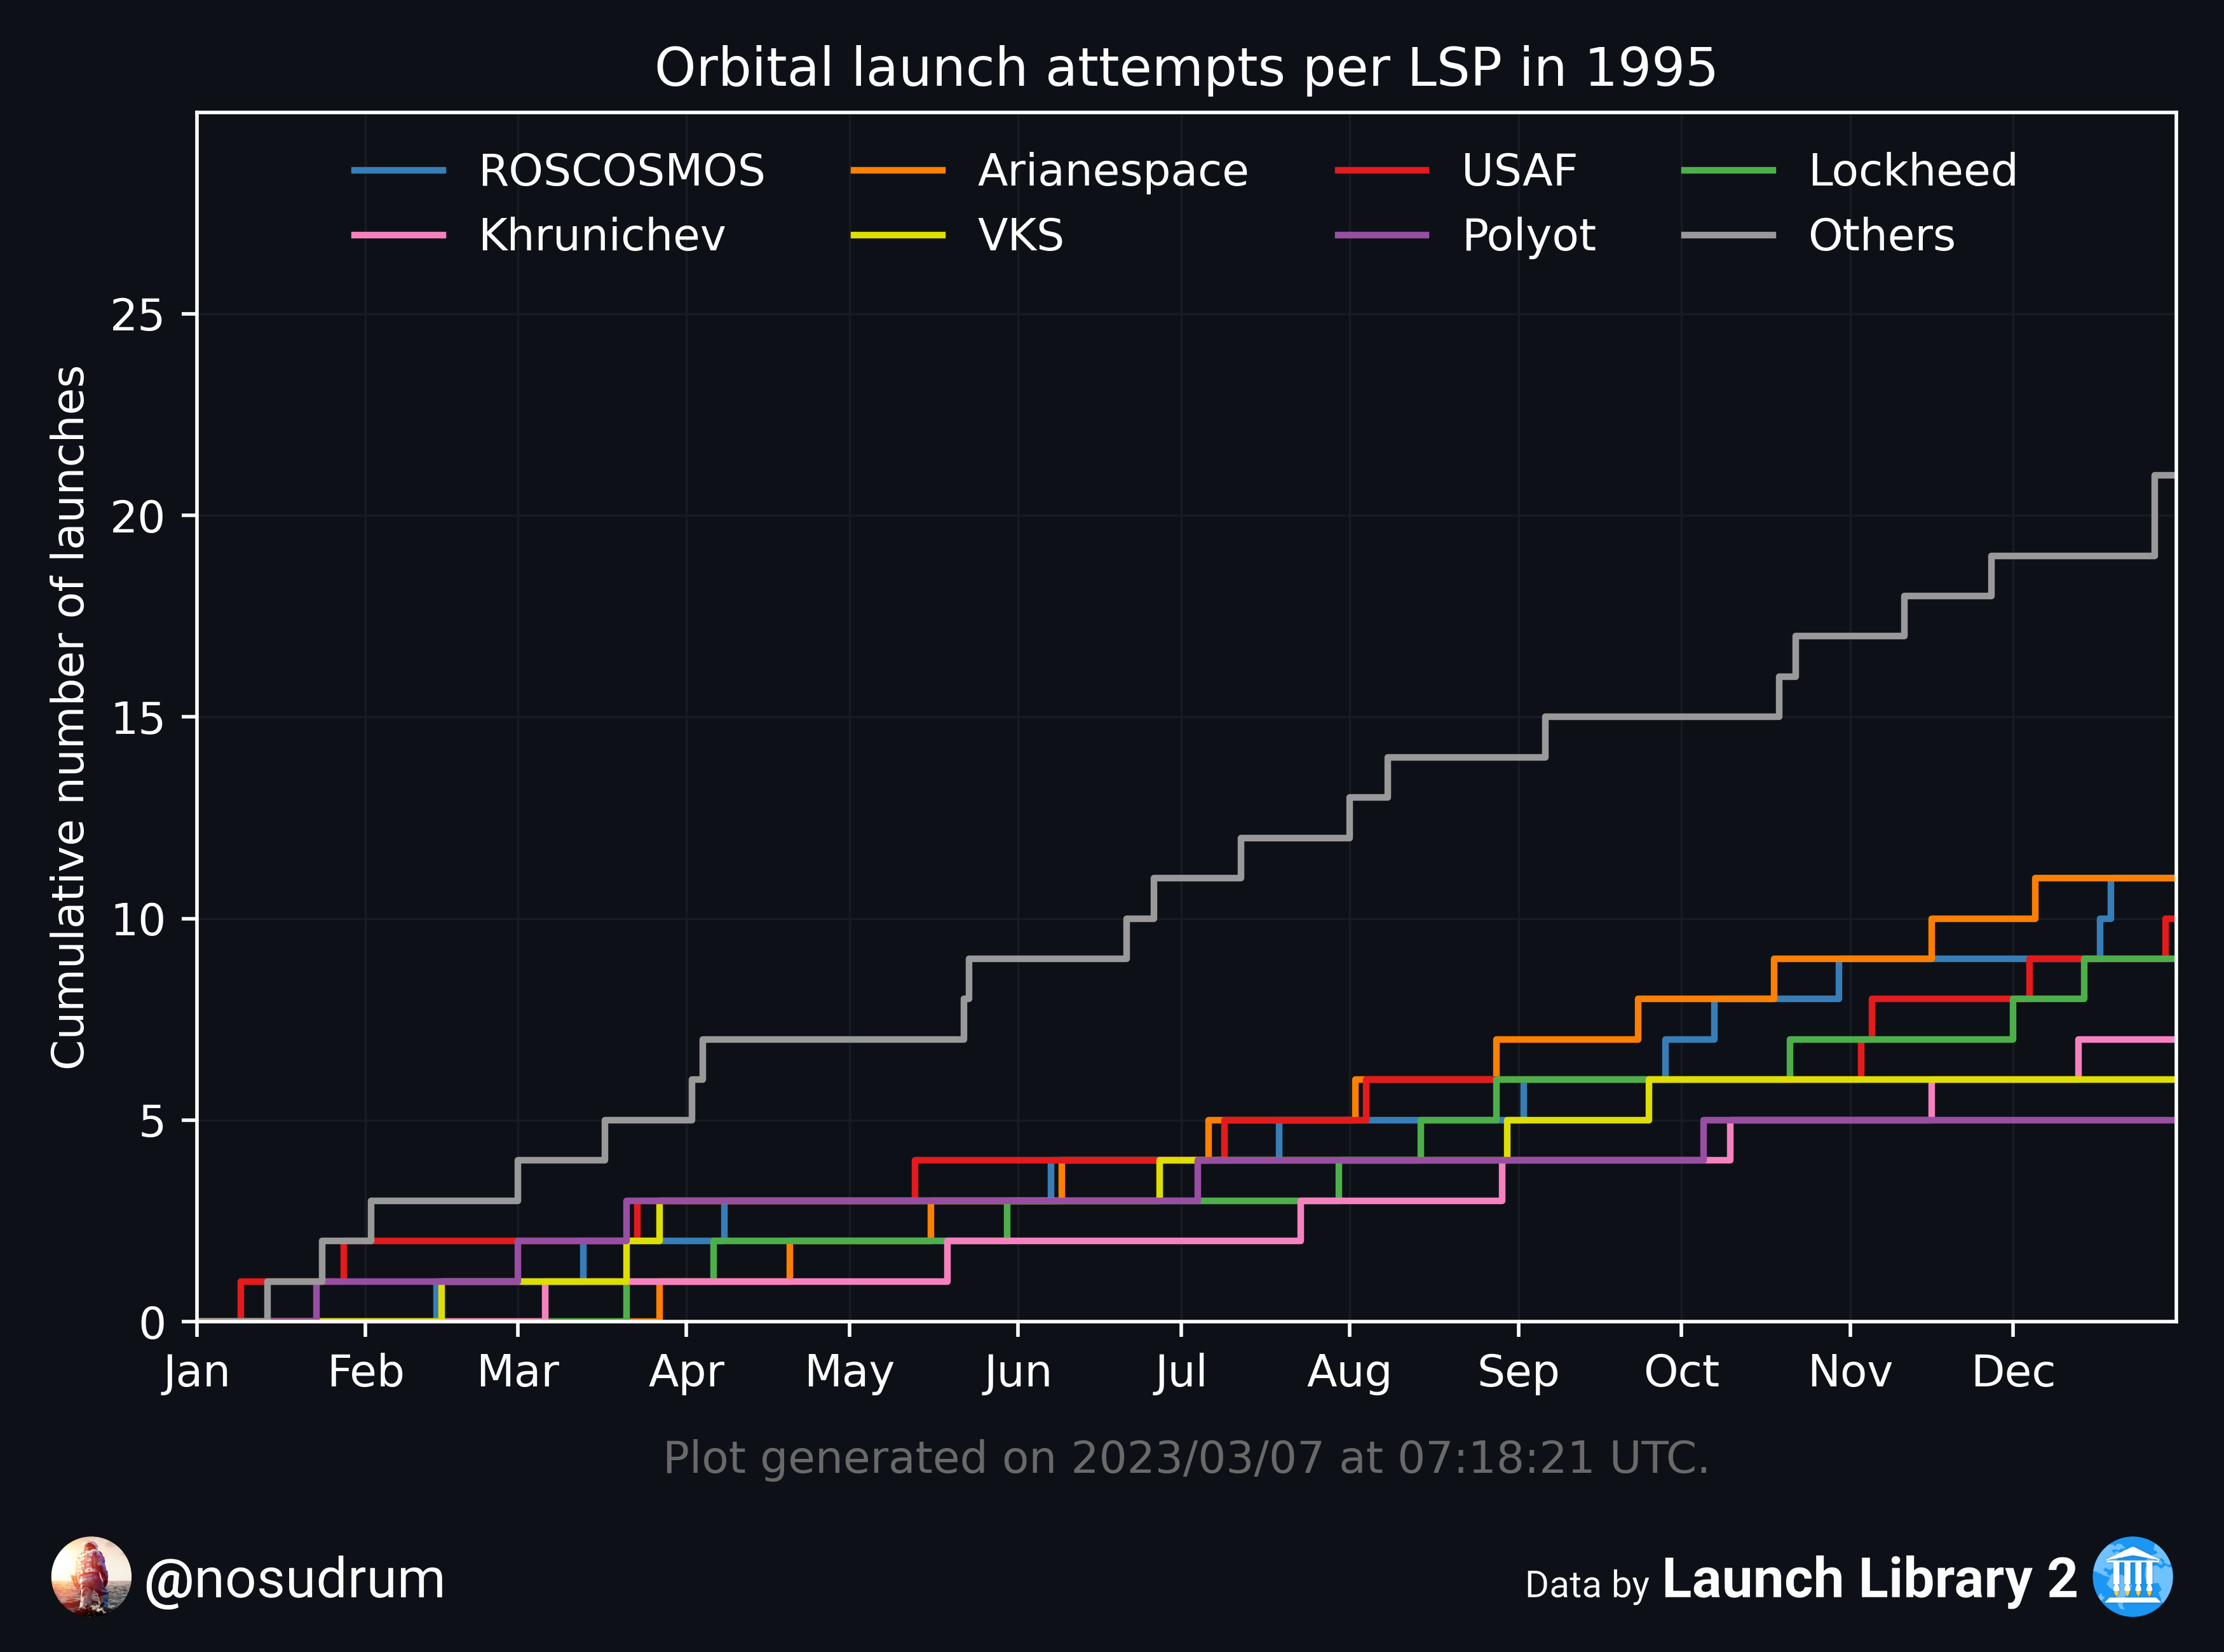 Orbital launch attempts per LSP in 1995
ROSCOSMOS Arianespace USAF Lockheed
Khrunichev VKS Polyot Others
Cumulative number of launches
25
20
15
10
5
0
Jan Feb Mar Apr May Jun Jul Aug Sep Oct Nov Dec
Plot generated on 2023/03/07 at 07:18:21 UTC.
@nosudrum
Data by Launch Library 2